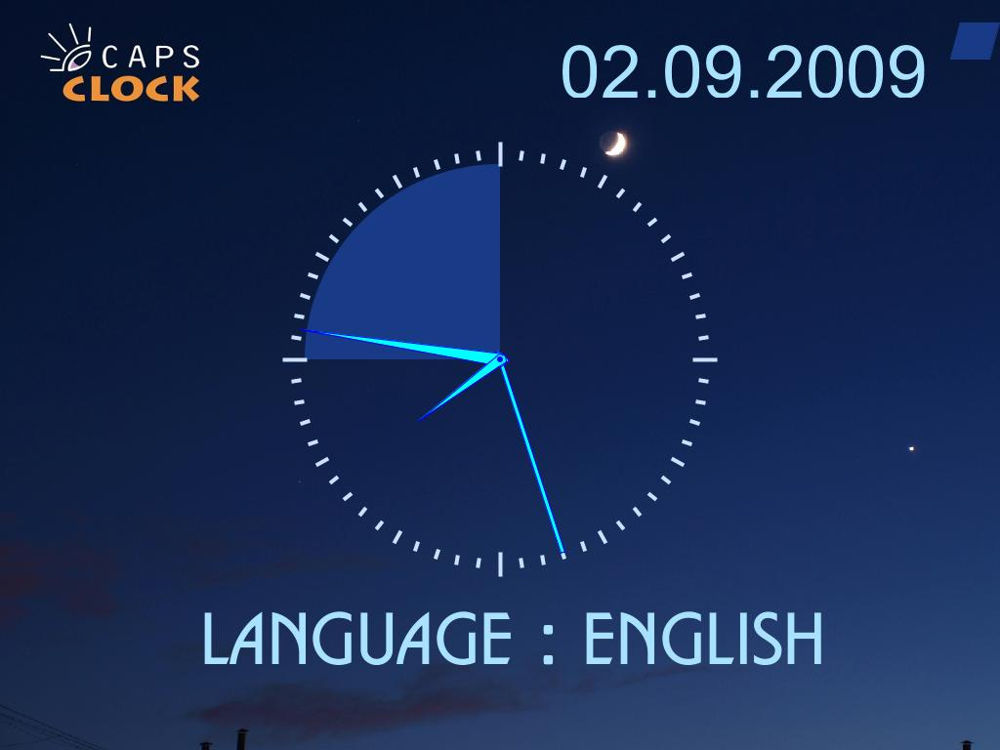 CAPS
CLOCK
02.09.2009
LANGUAGE : ENGLISH